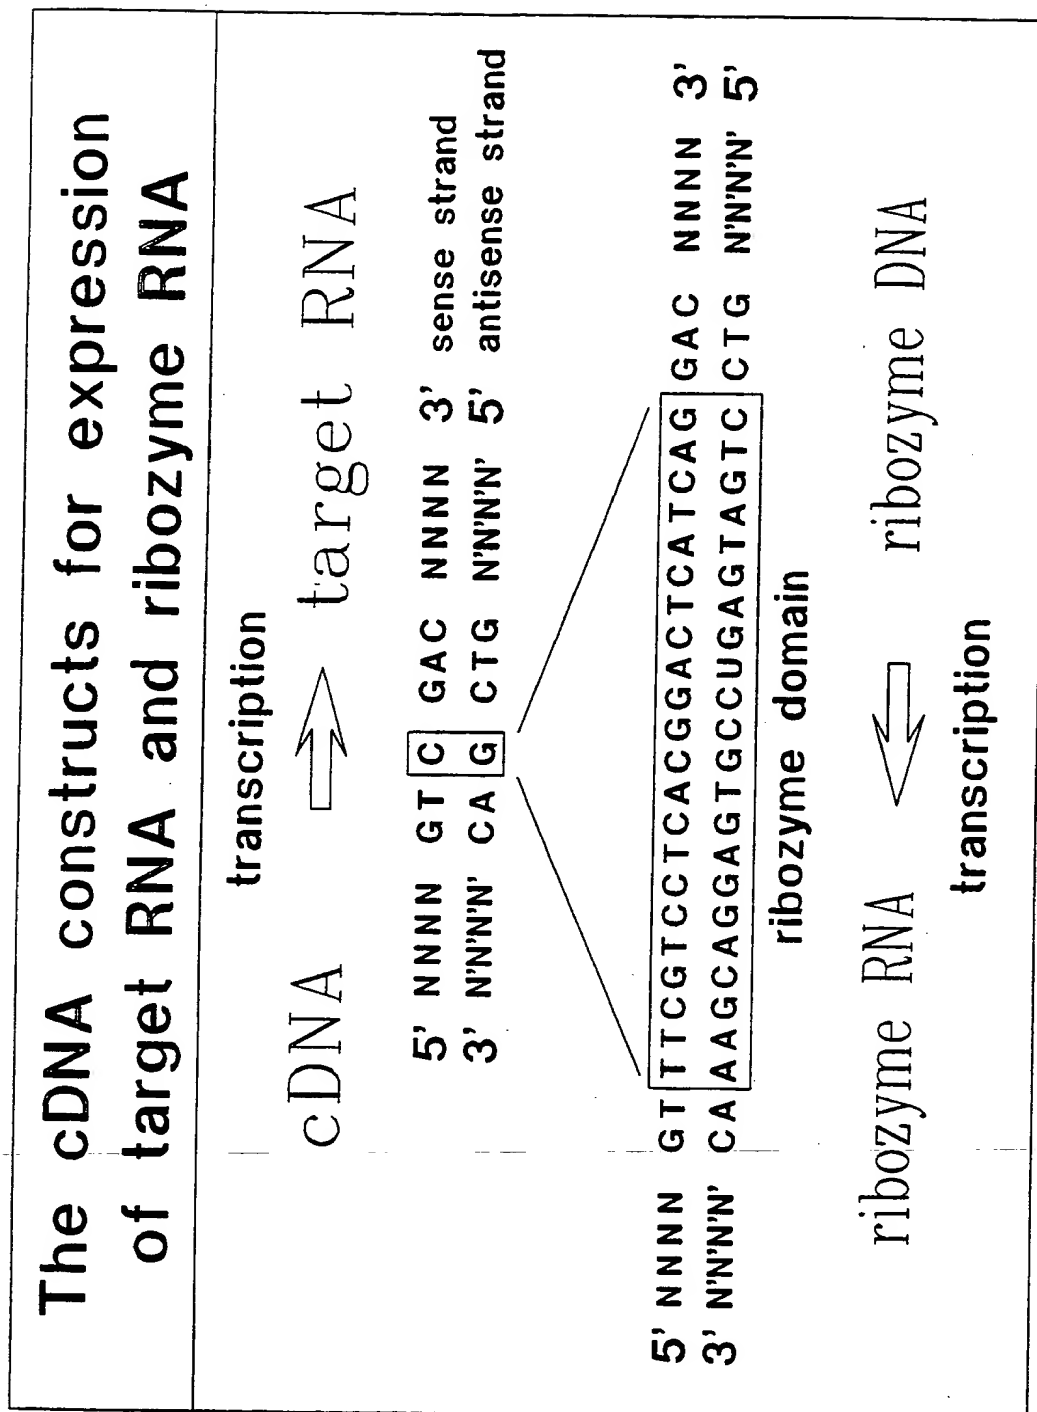 The cDNA constructs for expression
of target RNA and ribozyme RNA
transcription
cDNA ⇨ target RNA
5' NNNN GT C GAC NNNN 3' sense strand
3' N'N'N'N' CA G CTG N'N'N'N' 5' antisense strand
5' NNNN GT TTCGTCCTCACGGACTCATCAG GAC NNNN 3'
3' N'N'N'N' CA AAGCAGGAGTGCCUGAGTAGTC CTG N'N'N'N' 5'
ribozyme domain
ribozyme RNA ⇦ ribozyme DNA
transcription